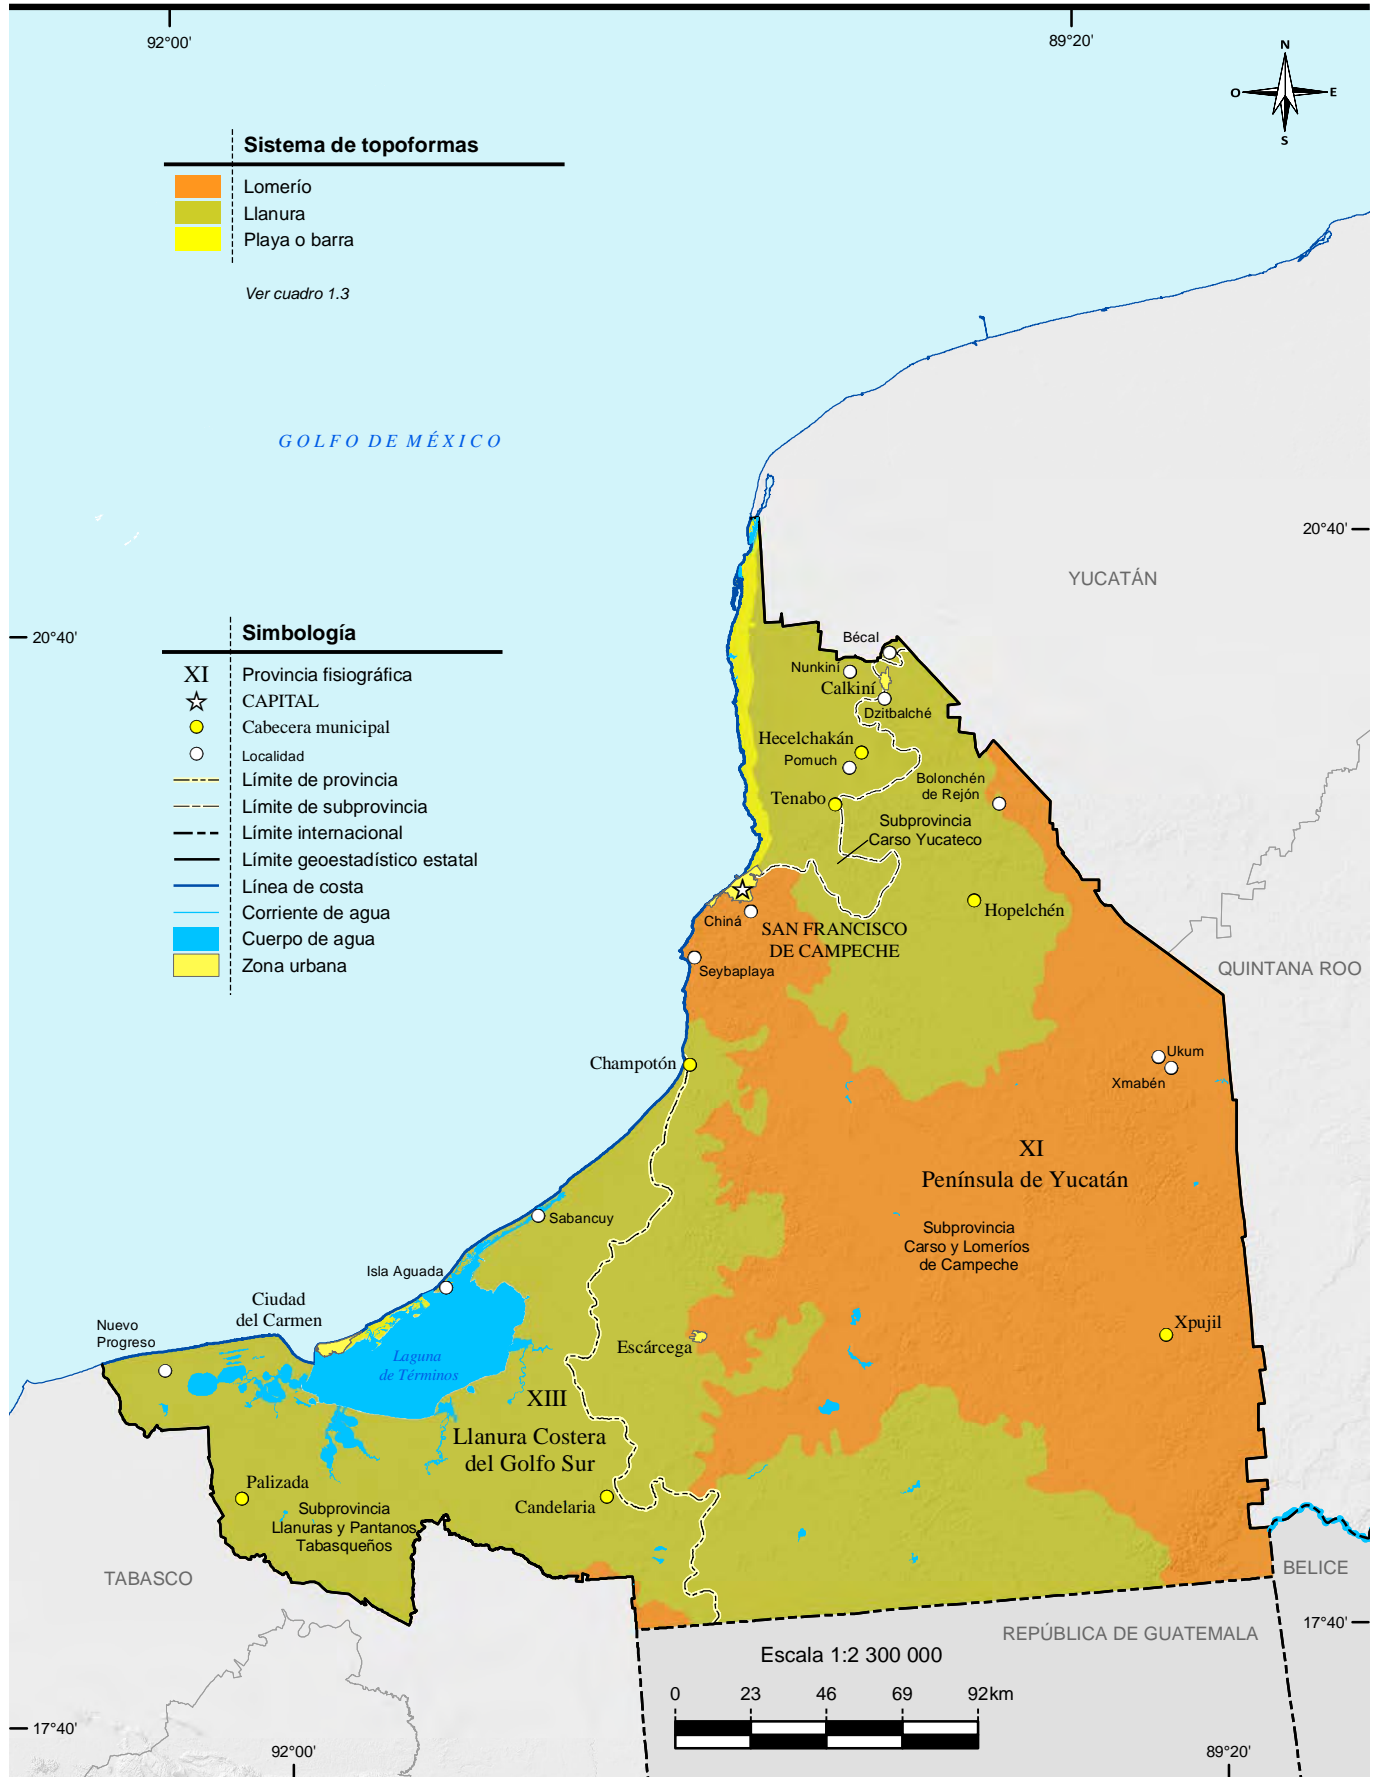 92°00'
89°20'
N
O
E
S
Sistema de topoformas
Lomerío
Llanura
Playa o barra
Ver cuadro 1.3
GOLFO DE MÉXICO
20°40'
YUCATÁN
20°40'
Simbología
XI Provincia fisiográfica
CAPITAL
Cabecera municipal
Localidad
Límite de provincia
Límite de subprovincia
Límite internacional
Límite geoestadístico estatal
Línea de costa
Corriente de agua
Cuerpo de agua
Zona urbana
Bécal
Nunkiní
Calkiní
Dzitbalché
Hecelchakán
Pomuch
Bolonchén
de Rejón
Tenabo
Subprovincia
Carso Yucateco
Hopelchén
Chiná
SAN FRANCISCO
DE CAMPECHE
Seybaplaya
QUINTANA ROO
Champotón
Ukum
Xmabén
XI
Península de Yucatán
Subprovincia
Carso y Lomeríos
de Campeche
Sabancuy
Isla Aguada
Ciudad
del Carmen
Nuevo
Progreso
Xpujil
Escárcega
Laguna
de Términos
XIII
Llanura Costera
del Golfo Sur
Palizada
Candelaria
Subprovincia
Llanuras y Pantanos
Tabasqueños
TABASCO
BELICE
17°40'
REPÚBLICA DE GUATEMALA
Escala 1:2 300 000
0 23 46 69 92km
17°40'
92°00'
89°20'